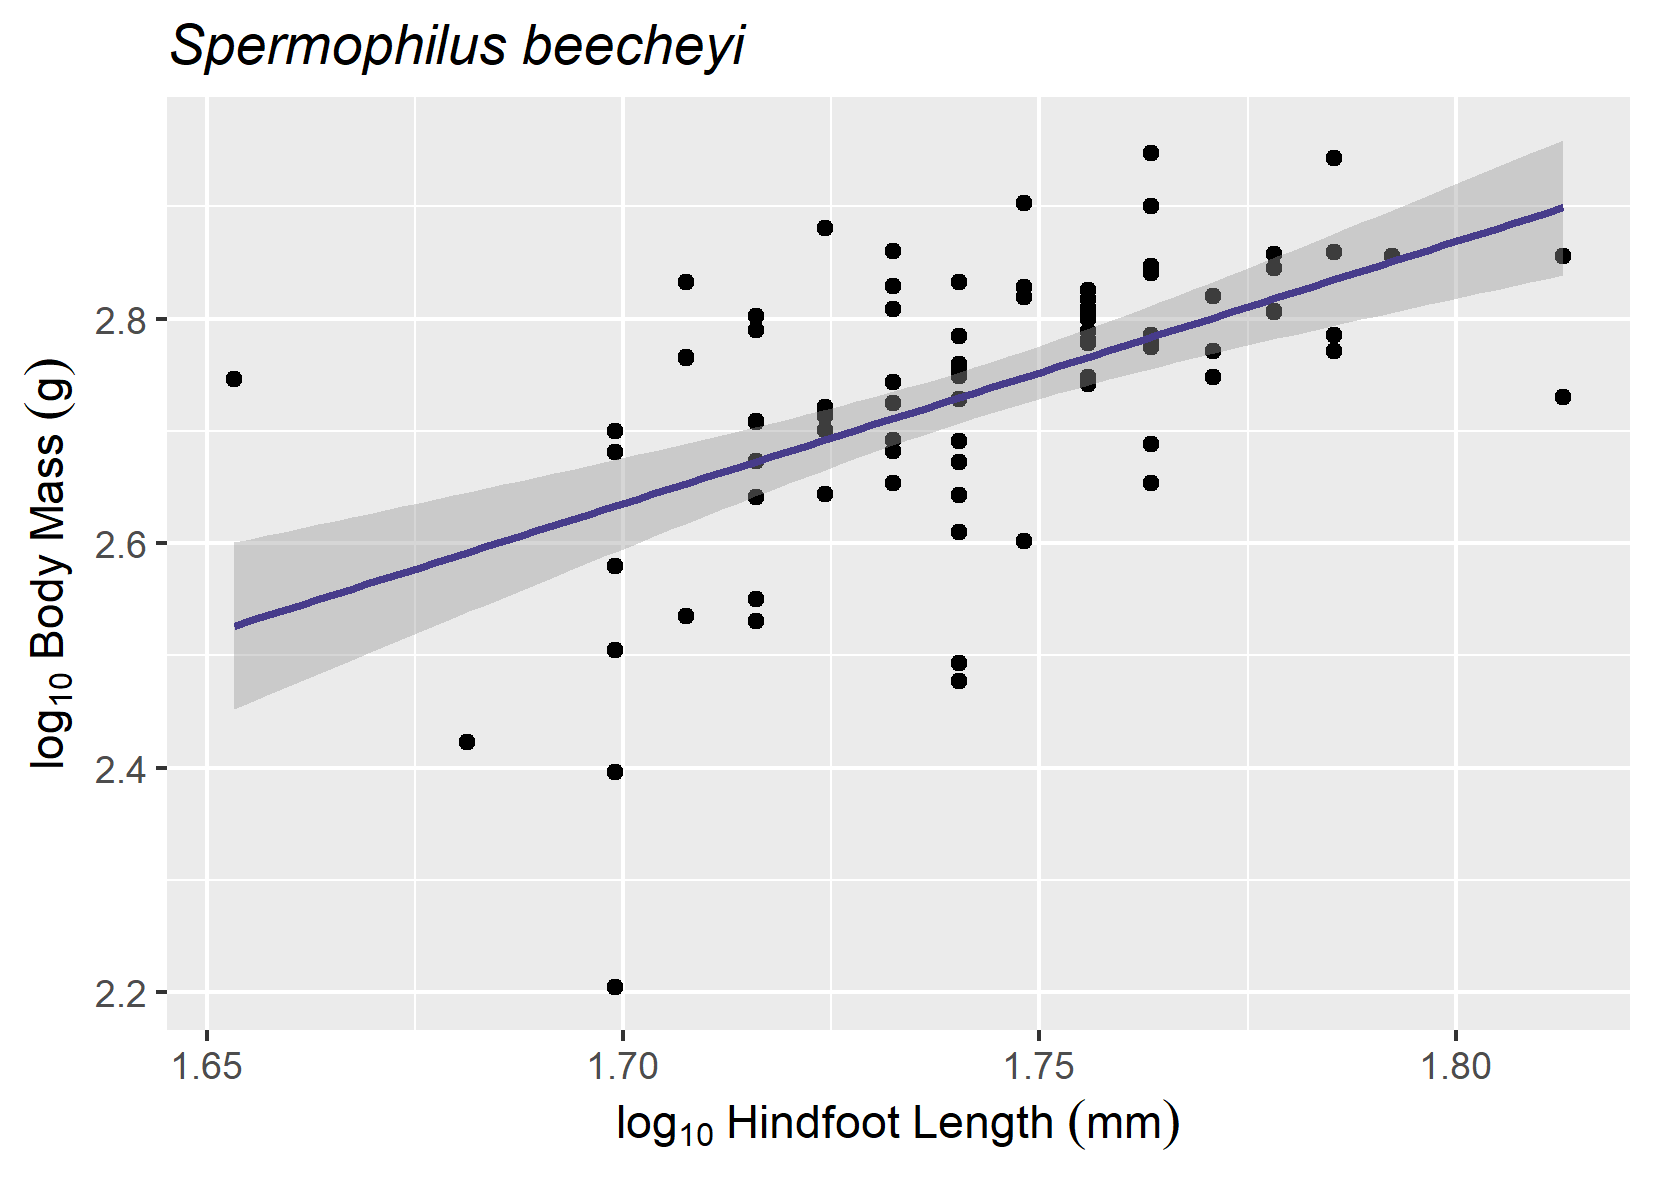 Spermophilus beecheyi
log₁₀ Body Mass (g)
2.8
2.6
2.4
2.2
1.65 1.70 1.75 1.80
log₁₀ Hindfoot Length (mm)